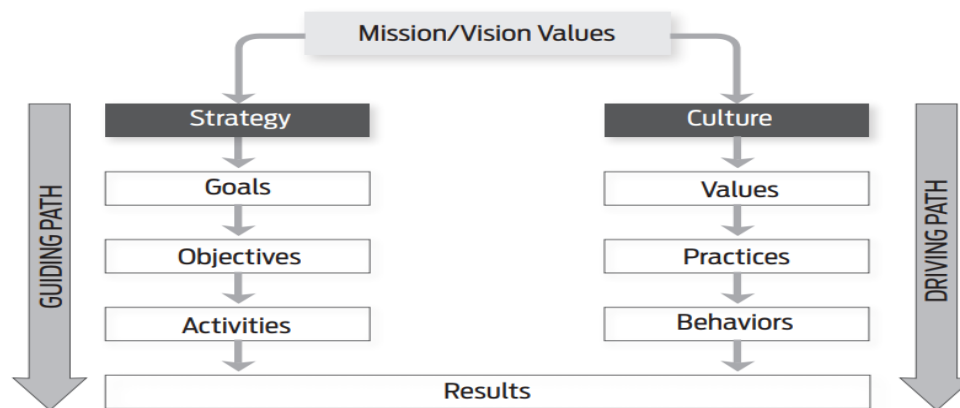 Mission/Vision Values
Strategy
Culture
Goals
Values
Objectives
Practices
Activities
Behaviors
Results
GUIDING PATH
DRIVING PATH